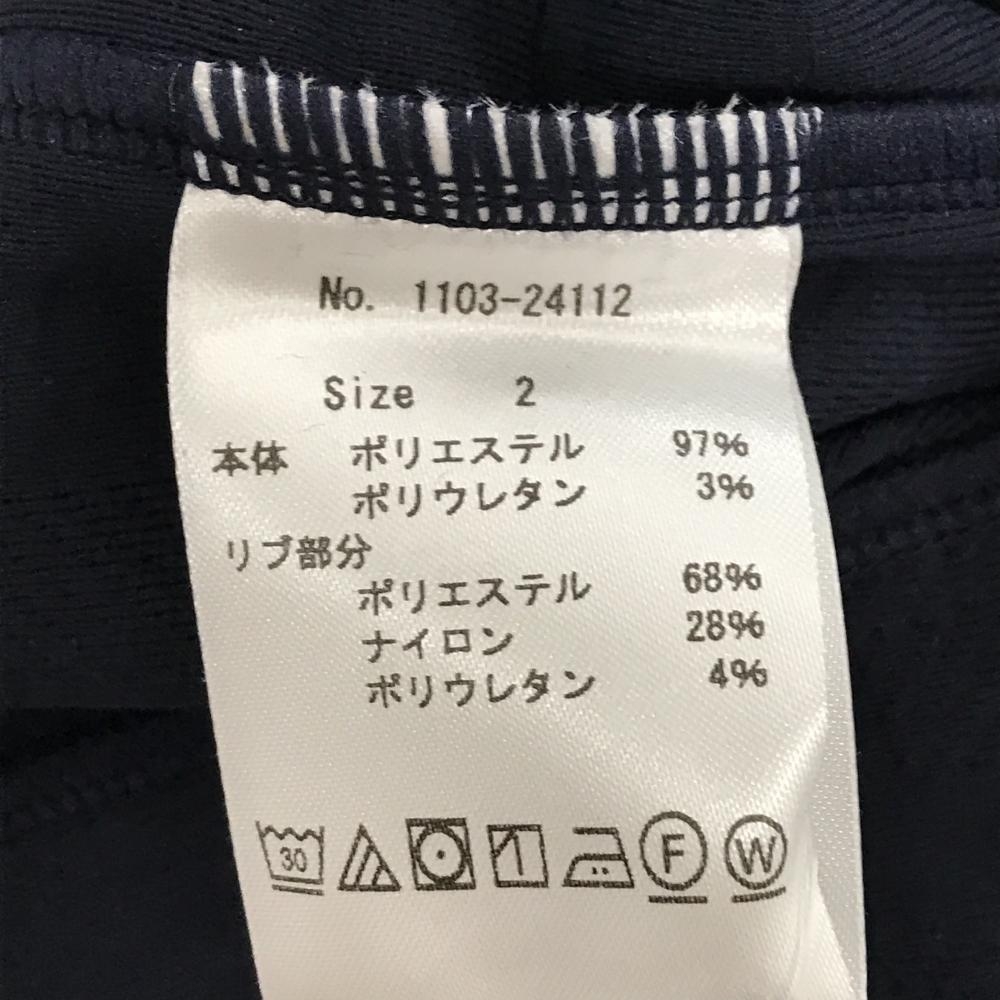 No. 1103-24112
Size 2
本体 ポリエステル 97%
ポリウレタン 3%
リブ部分
ポリエステル 68%
ナイロン 28%
ポリウレタン 4%
30 F W